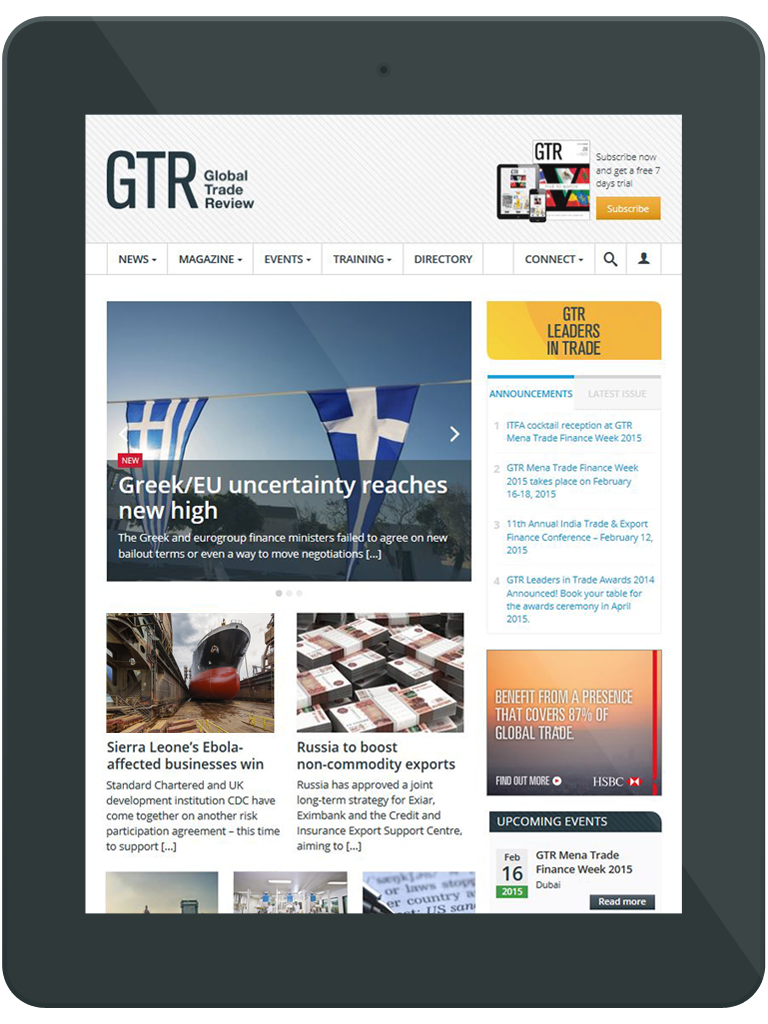 GTR Global
Trade
Review
GTR
Subscribe now
and get a free 7
days trial
Subscribe
NEWS
MAGAZINE
EVENTS
TRAINING
DIRECTORY
CONNECT
NEW
Greek/EU uncertainty reaches
new high
The Greek and eurogroup finance ministers failed to agree on new
bailout terms or even a way to move negotiations [...]
GTR
LEADERS
IN TRADE
ANNOUNCEMENTS
LATEST ISSUE
1 ITFA cocktail reception at GTR
Mena Trade Finance Week 2015
2 GTR Mena Trade Finance Week
2015 takes place on February
16-18, 2015
3 11th Annual India Trade & Export
Finance Conference – February 12,
2015
4 GTR Leaders in Trade Awards 2014
Announced! Book your table for
the awards ceremony in April
2015.
Sierra Leone's Ebola-
affected businesses win
Standard Chartered and UK
development institution CDC have
come together on another risk
participation agreement – this time
to support [...]
Russia to boost
non-commodity exports
Russia has approved a joint
long-term strategy for Exiar,
Eximbank and the Credit and
Insurance Export Support Centre,
aiming to [...]
BENEFIT FROM A PRESENCE
THAT COVERS 87% OF
GLOBAL TRADE.
FIND OUT MORE
HSBC
UPCOMING EVENTS
Feb
16
2015
GTR Mena Trade
Finance Week 2015
Dubai
Read more
or laws stopp
er country a
US san